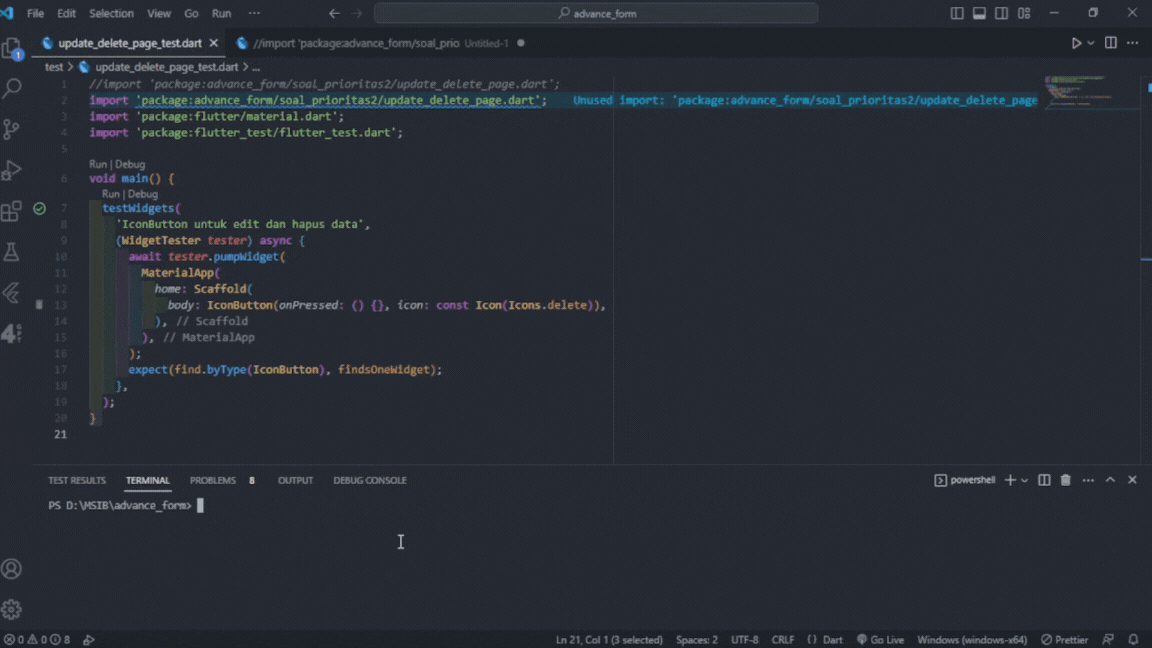 File Edit Selection View Go Run ··· advance_form
update_delete_page_test.dart //import 'package:advance_form/soal_prio Untitled-1
test > update_delete_page_test.dart > ...
1 //import 'package:advance_form/soal_prioritas2/update_delete_page.dart';
2 import 'package:advance_form/soal_prioritas2/update_delete_page.dart'; Unused import: 'package:advance_form/soal_prioritas2/update_delete_page
3 import 'package:flutter/material.dart';
4 import 'package:flutter_test/flutter_test.dart';
5
Run | Debug
6 void main() {
Run | Debug
7 testWidgets(
8 'IconButton untuk edit dan hapus data',
9 (WidgetTester tester) async {
10 await tester.pumpWidget(
11 MaterialApp(
12 home: Scaffold(
13 body: IconButton(onPressed: () {}, icon: const Icon(Icons.delete)),
14 ), // Scaffold
15 ), // MaterialApp
16 );
17 expect(find.byType(IconButton), findsOneWidget);
18 },
19 );
20 }
21
TEST RESULTS TERMINAL PROBLEMS 8 OUTPUT DEBUG CONSOLE powershell
PS D:\MSIB\advance_form>
0 0 8 Ln 21, Col 1 (3 selected) Spaces: 2 UTF-8 CRLF {} Dart Go Live Windows (windows-x64) Prettier